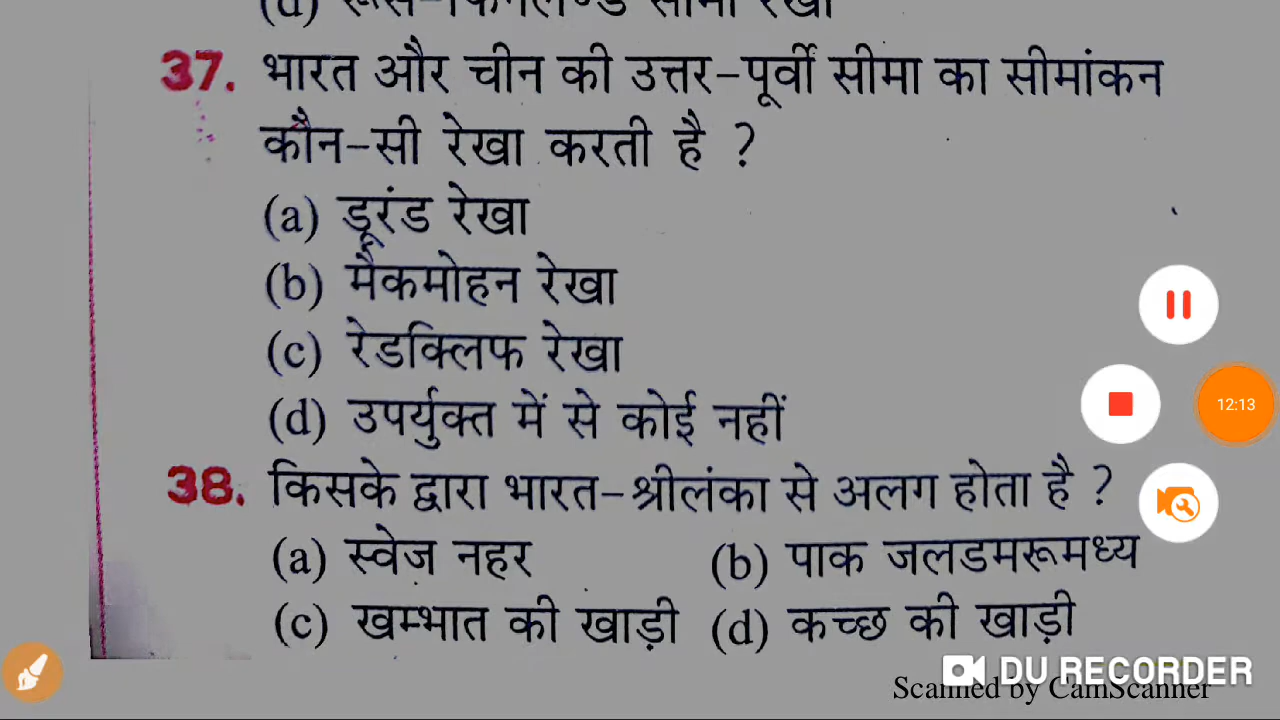 (d) रूस-फिनलैण्ड सीमा रेखा
37. भारत और चीन की उत्तर-पूर्वी सीमा का सीमांकन
कौन-सी रेखा करती है ?
(a) डूरंड रेखा
(b) मैकमोहन रेखा
(c) रेडक्लिफ रेखा
(d) उपर्युक्त में से कोई नहीं
12:13
38. किसके द्वारा भारत-श्रीलंका से अलग होता है ?
(a) स्वेज नहर (b) पाक जलडमरूमध्य
(c) खम्भात की खाड़ी (d) कच्छ की खाड़ी
DU RECORDER
Scanned by CamScanner